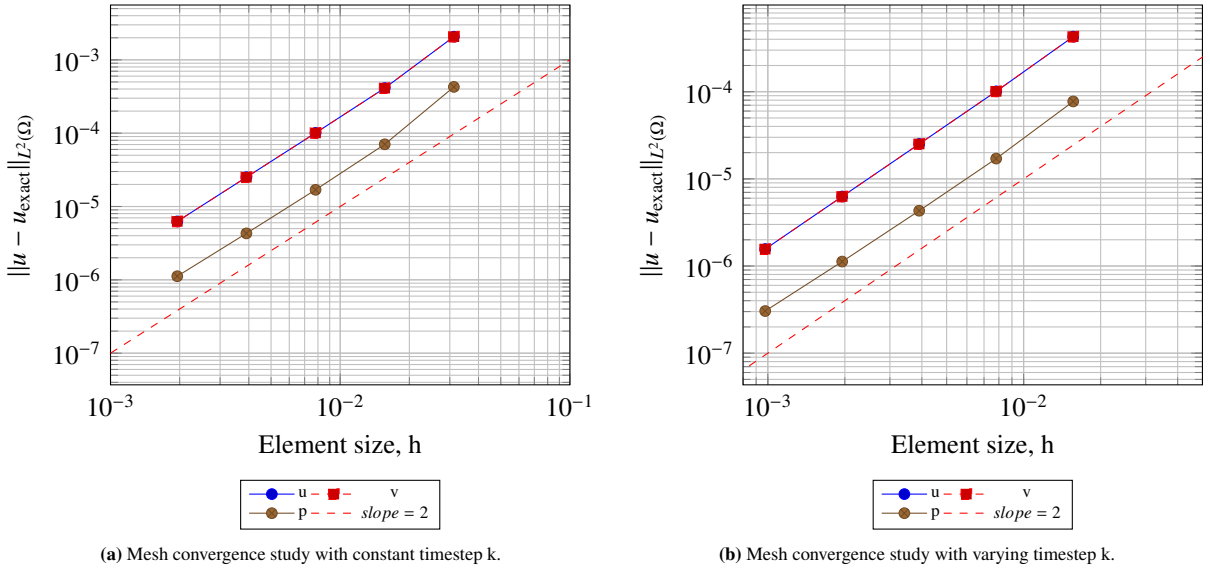 10⁻³
10⁻⁴
10⁻⁵
10⁻⁶
10⁻⁷
‖u − u_exact‖_L²(Ω)
10⁻³ 10⁻² 10⁻¹
Element size, h
u v
p slope = 2
(a) Mesh convergence study with constant timestep k.
10⁻⁴
10⁻⁵
10⁻⁶
10⁻⁷
‖u − u_exact‖_L²(Ω)
10⁻³ 10⁻²
Element size, h
u v
p slope = 2
(b) Mesh convergence study with varying timestep k.